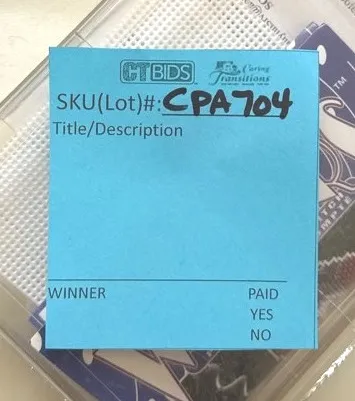 CTBIDS Caring Transitions
SKU(Lot)#: CPA704
Title/Description
WINNER PAID
YES
NO